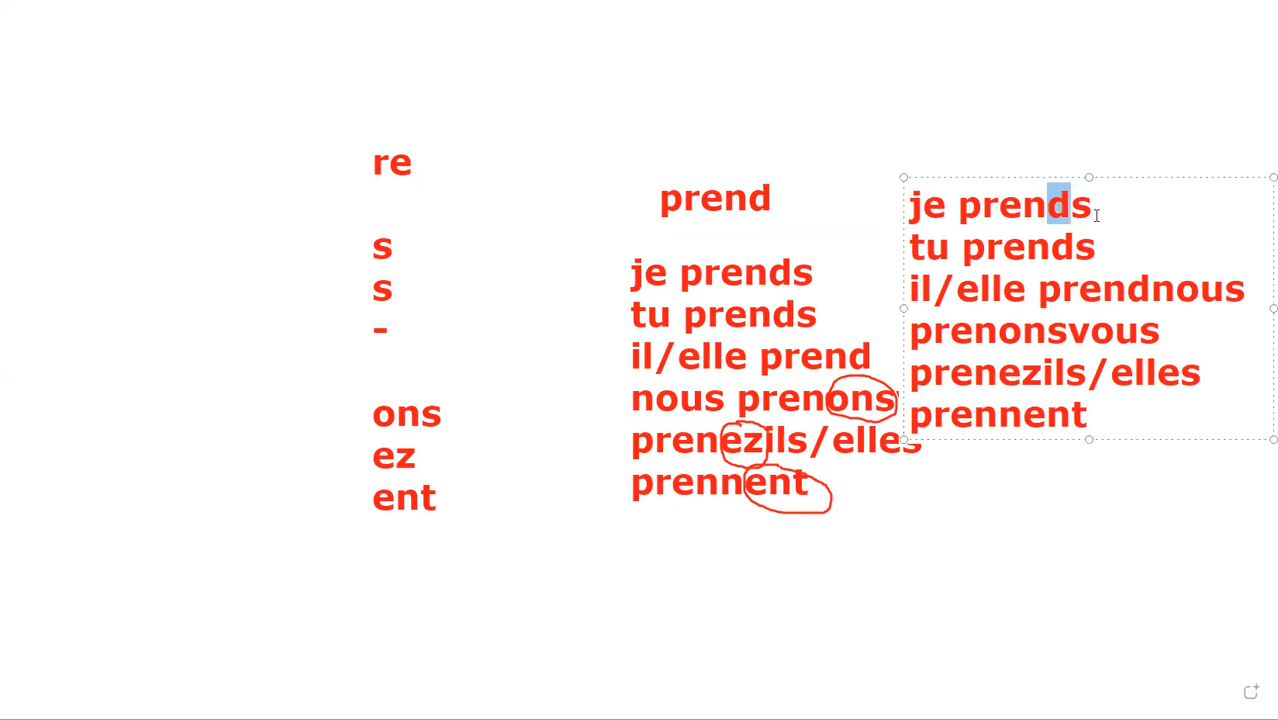 re
s
s
-
ons
ez
ent
prend
je prends
tu prends
il/elle prend
nous prenons
prenezils/elles
prennent
je prends
tu prends
il/elle prendnous
prenonsvous
prenezils/elles
prennent